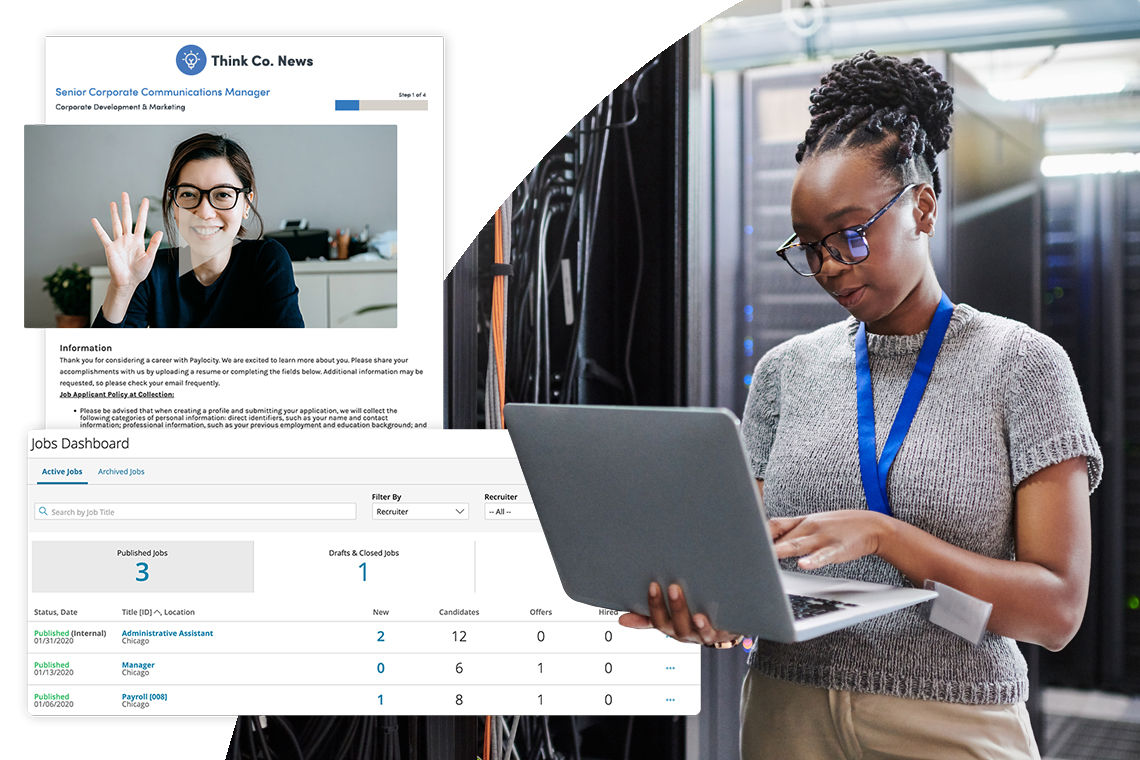 Think Co. News
Senior Corporate Communications Manager
Step 1 of 4
Corporate Development & Marketing
Information
Thank you for considering a career with Paylocity. We are excited to learn more about you. Please share your
accomplishments with us by uploading a resume or completing the fields below. Additional information may be
requested, so please check your email frequently.
Job Applicant Policy at Collection:
• Please be advised that when creating a profile and submitting your application, we will collect the
following categories of personal information: direct identifiers, such as your name and contact
information; professional information, such as your previous employment and education background; and
Jobs Dashboard
Active Jobs Archived Jobs
Filter By Recruiter
Search by Job Title Recruiter -- All --
Published Jobs Drafts & Closed Jobs
3 1
Status, Date Title [ID] Location New Candidates Offers Hired
Published (Internal) Administrative Assistant 2 12 0 0
01/31/2020 Chicago
Published Manager 0 6 1 0
01/13/2020 Chicago
Published Payroll [008] 1 8 1 0
01/06/2020 Chicago